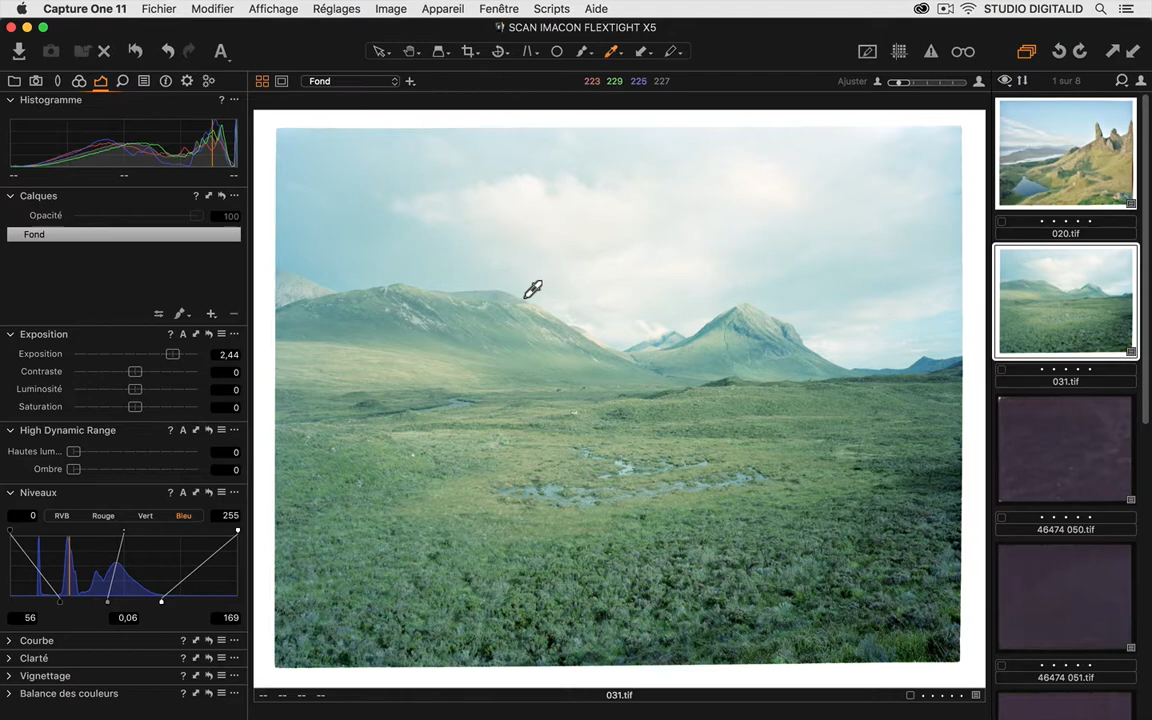 Capture One 11 Fichier Modifier Affichage Réglages Image Appareil Fenêtre Scripts Aide STUDIO DIGITALID
SCAN IMACON FLEXTIGHT X5
Fond 223 229 225 227 Ajuster 1 sur 8
Histogramme ? ...
-- -- --
Calques ? ...
Opacité 100
Fond
Exposition ? A ...
Exposition 2,44
Contraste 0
Luminosité 0
Saturation 0
High Dynamic Range ? A ...
Hautes lum... 0
Ombre 0
Niveaux ? A ...
0 RVB Rouge Vert Bleu 255
56 0,06 169
Courbe ? ...
Clarté ? ...
Vignettage ? ...
Balance des couleurs ? ...
-- -- -- -- 031.tif
020.tif
031.tif
46474 050.tif
46474 051.tif